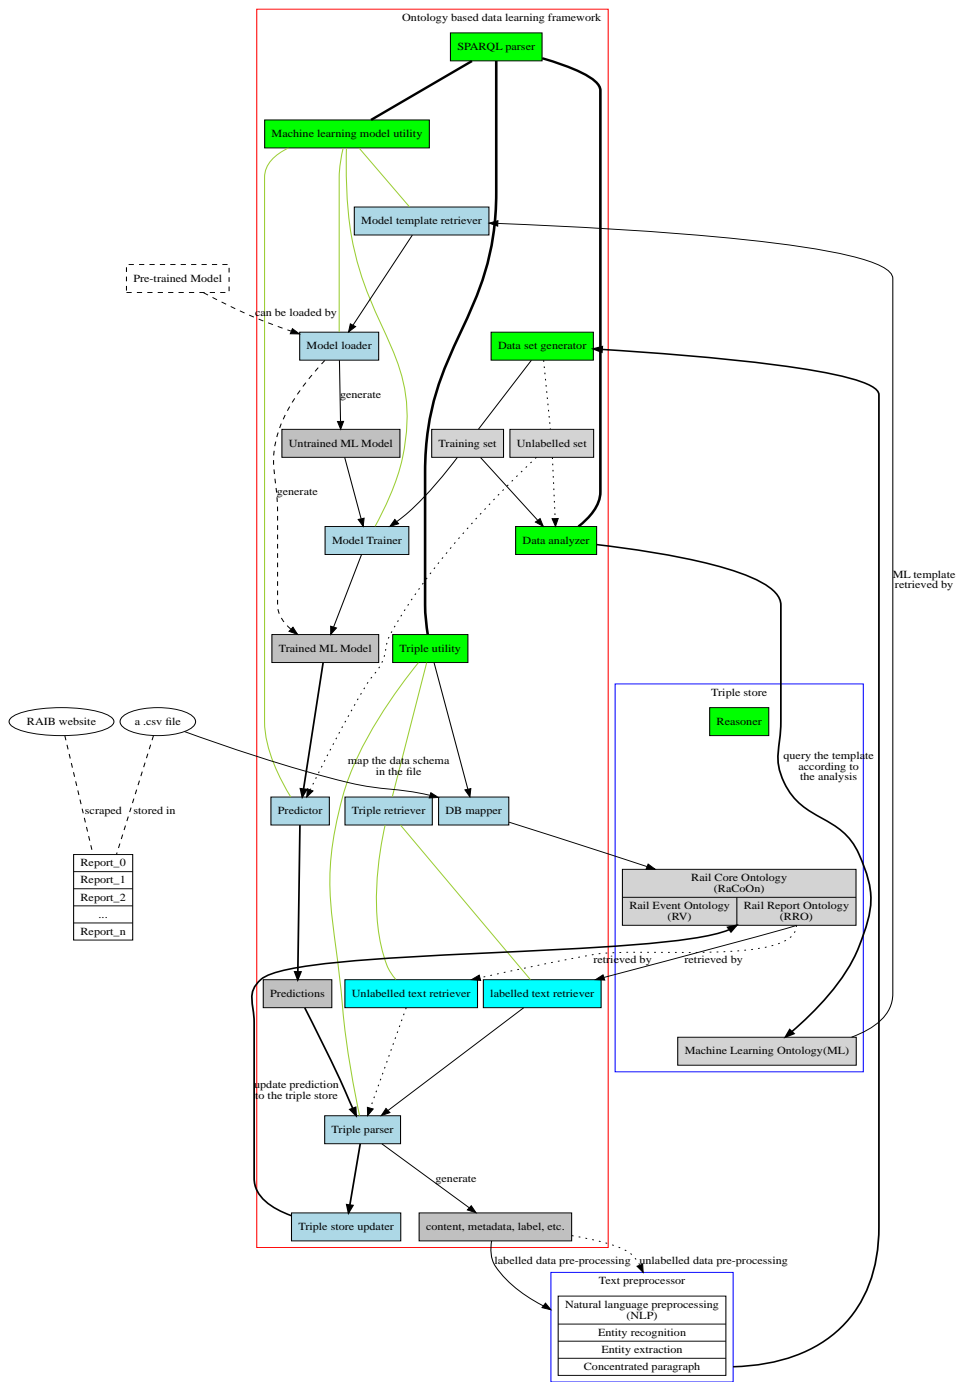 Ontology based data learning framework
SPARQL parser
Machine learning model utility
Model template retriever
Pre-trained Model
can be loaded by
Model loader
Data set generator
generate
Untrained ML Model
Training set
Unlabelled set
generate
Model Trainer
Data analyzer
ML template
retrieved by
Trained ML Model
Triple utility
Triple store
Reasoner
RAIB website
a .csv file
map the data schema
in the file
query the template
according to
the analysis
Predictor
Triple retriever
DB mapper
scraped
stored in
Report_0
Report_1
Report_2
...
Report_n
Rail Core Ontology
(RaCoOn)
Rail Event Ontology
(RV)
Rail Report Ontology
(RRO)
retrieved by
retrieved by
Predictions
Unlabelled text retriever
labelled text retriever
Machine Learning Ontology(ML)
update prediction
to the triple store
Triple parser
generate
Triple store updater
content, metadata, label, etc.
labelled data pre-processing
unlabelled data pre-processing
Text preprocessor
Natural language preprocessing
(NLP)
Entity recognition
Entity extraction
Concentrated paragraph